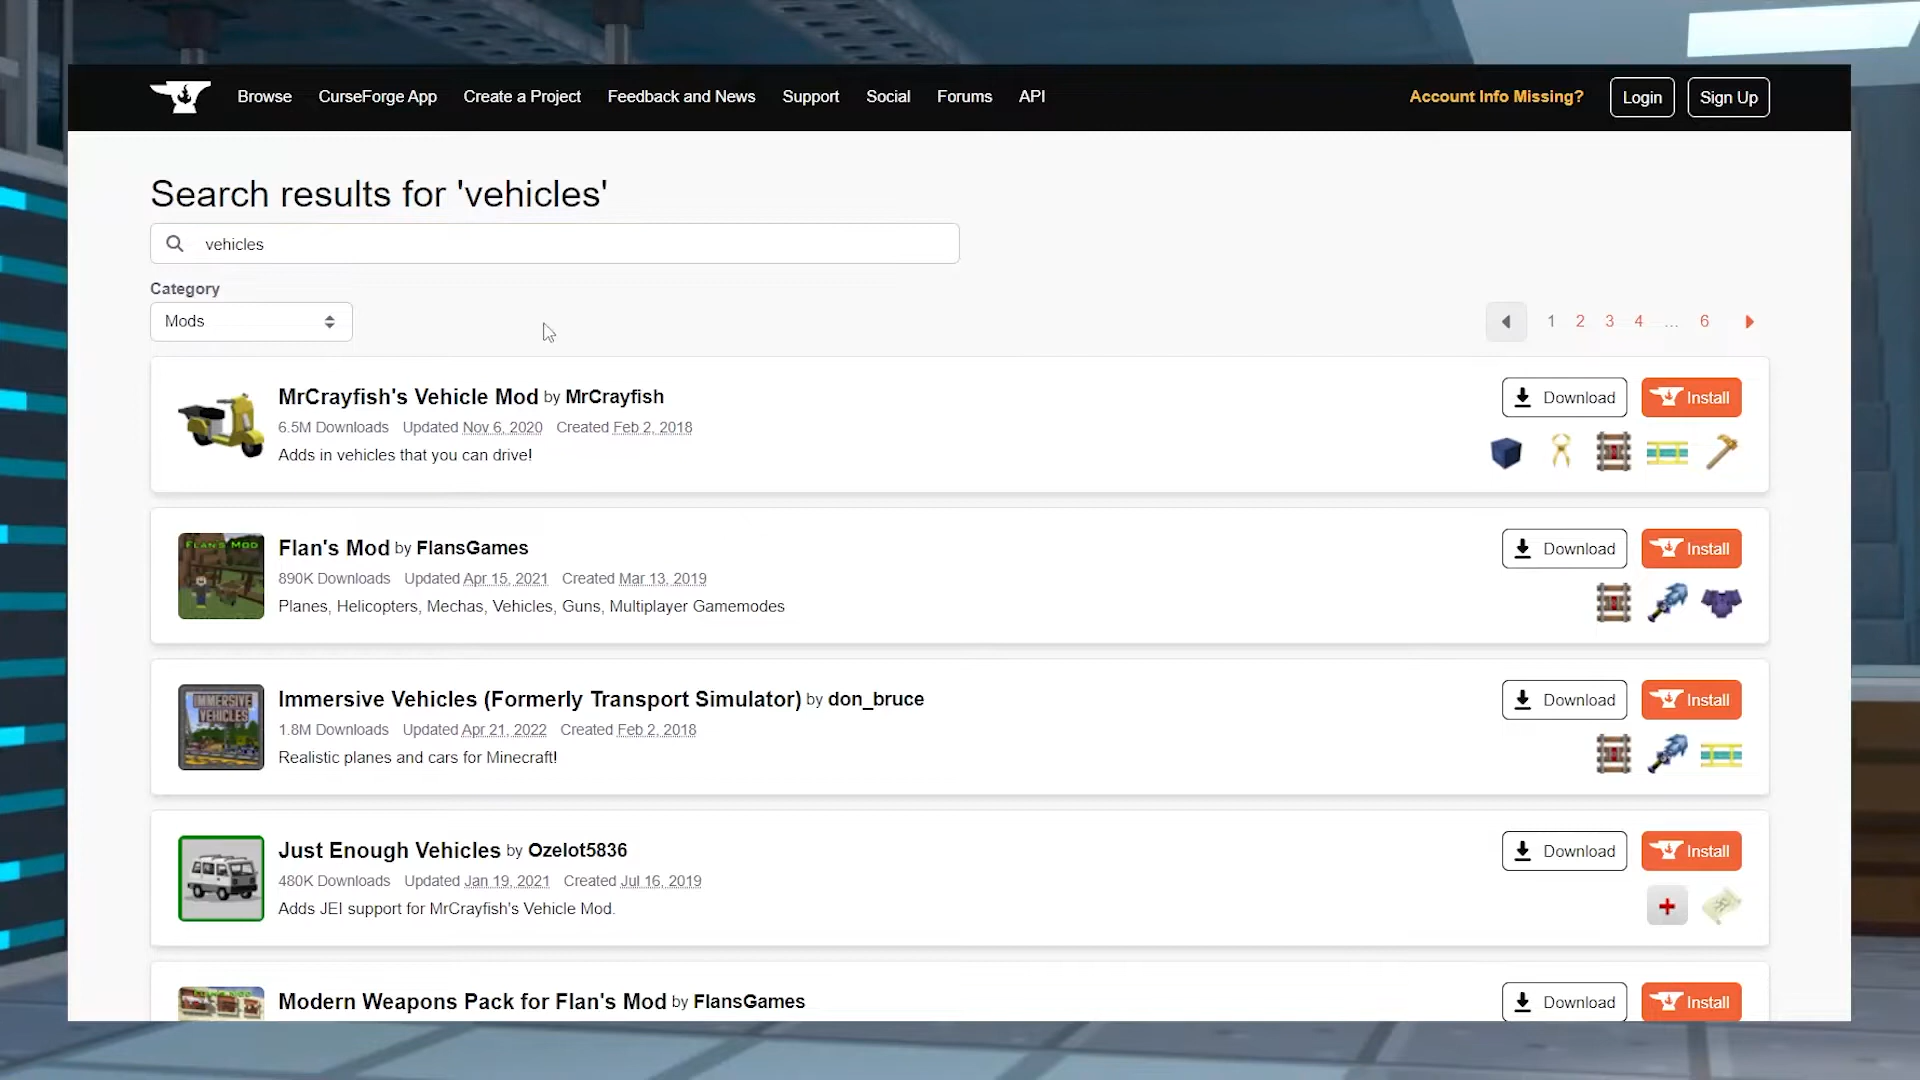 Browse CurseForge App Create a Project Feedback and News Support Social Forums API Account Info Missing? Login Sign Up
Search results for 'vehicles'
vehicles
Category
Mods
1 2 3 4 ... 6
MrCrayfish's Vehicle Mod by MrCrayfish
Download Install
6.5M Downloads Updated Nov 6, 2020 Created Feb 2, 2018
Adds in vehicles that you can drive!
FLAN'S MOD
Flan's Mod by FlansGames
Download Install
890K Downloads Updated Apr 15, 2021 Created Mar 13, 2019
Planes, Helicopters, Mechas, Vehicles, Guns, Multiplayer Gamemodes
IMMERSIVE
VEHICLES
Immersive Vehicles (Formerly Transport Simulator) by don_bruce
Download Install
1.8M Downloads Updated Apr 21, 2022 Created Feb 2, 2018
Realistic planes and cars for Minecraft!
Just Enough Vehicles by Ozelot5836
Download Install
480K Downloads Updated Jan 19, 2021 Created Jul 16, 2019
Adds JEI support for MrCrayfish's Vehicle Mod.
Modern Weapons Pack for Flan's Mod by FlansGames
Download Install